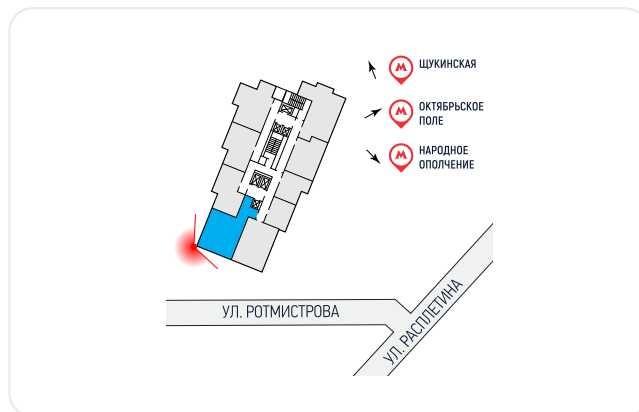 ЩУКИНСКАЯ
ОКТЯБРЬСКОЕ
ПОЛЕ
НАРОДНОЕ
ОПОЛЧЕНИЕ
УЛ. РОТМИСТРОВА
УЛ. РАСПЛЕТИНА